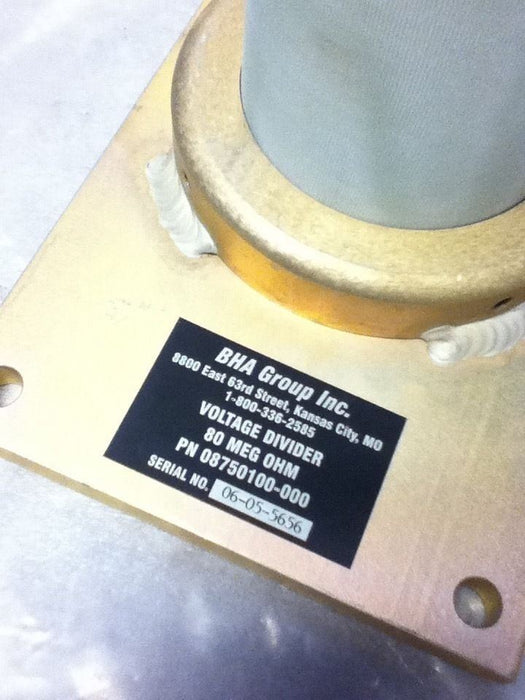 BHA Group Inc.
8800 East 63rd Street, Kansas City, MO
1-800-336-2585
VOLTAGE DIVIDER
80 MEG OHM
PN 08750100-000
SERIAL NO. 06-05-5656